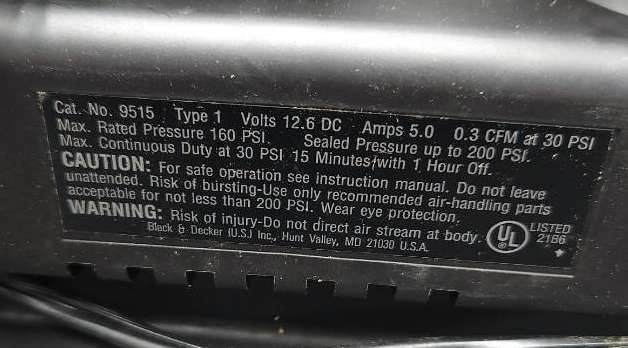 Cat. No. 9515 Type 1 Volts 12.6 DC Amps 5.0 0.3 CFM at 30 PSI
Max. Rated Pressure 160 PSI. Sealed Pressure up to 200 PSI.
Max. Continuous Duty at 30 PSI 15 Minutes/with 1 Hour Off.
CAUTION: For safe operation see instruction manual. Do not leave
unattended. Risk of bursting-Use only recommended air-handling parts
acceptable for not less than 200 PSI. Wear eye protection.
WARNING: Risk of injury-Do not direct air stream at body.
Black & Decker (U.S.) Inc., Hunt Valley, MD 21030 U.S.A.
UL
LISTED
2186